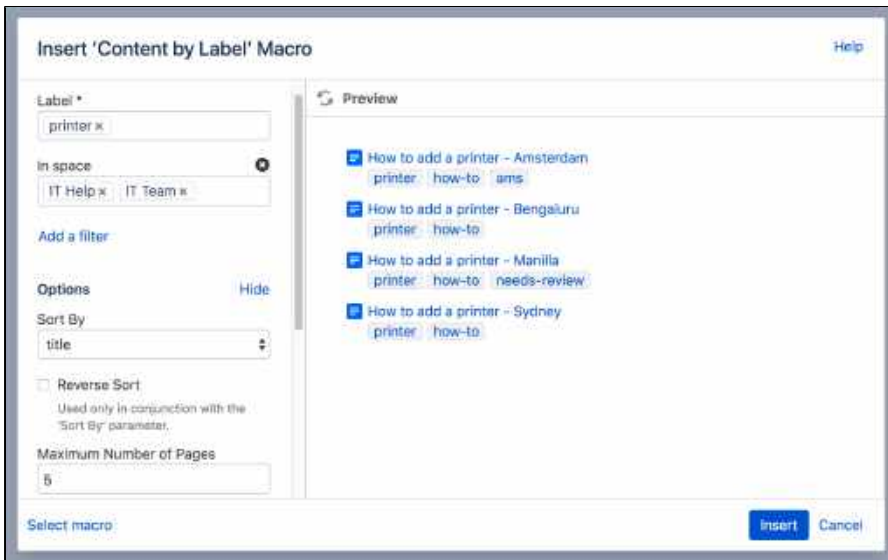 Insert 'Content by Label' Macro
Help
Label *
printer ×
In space
IT Help × IT Team ×
Add a filter
Options
Hide
Sort By
title
Reverse Sort
Used only in conjunction with the
'Sort By' parameter.
Maximum Number of Pages
5
Preview
How to add a printer - Amsterdam
printer how-to ams
How to add a printer - Bengaluru
printer how-to
How to add a printer - Manilla
printer how-to needs-review
How to add a printer - Sydney
printer how-to
Select macro
Insert
Cancel